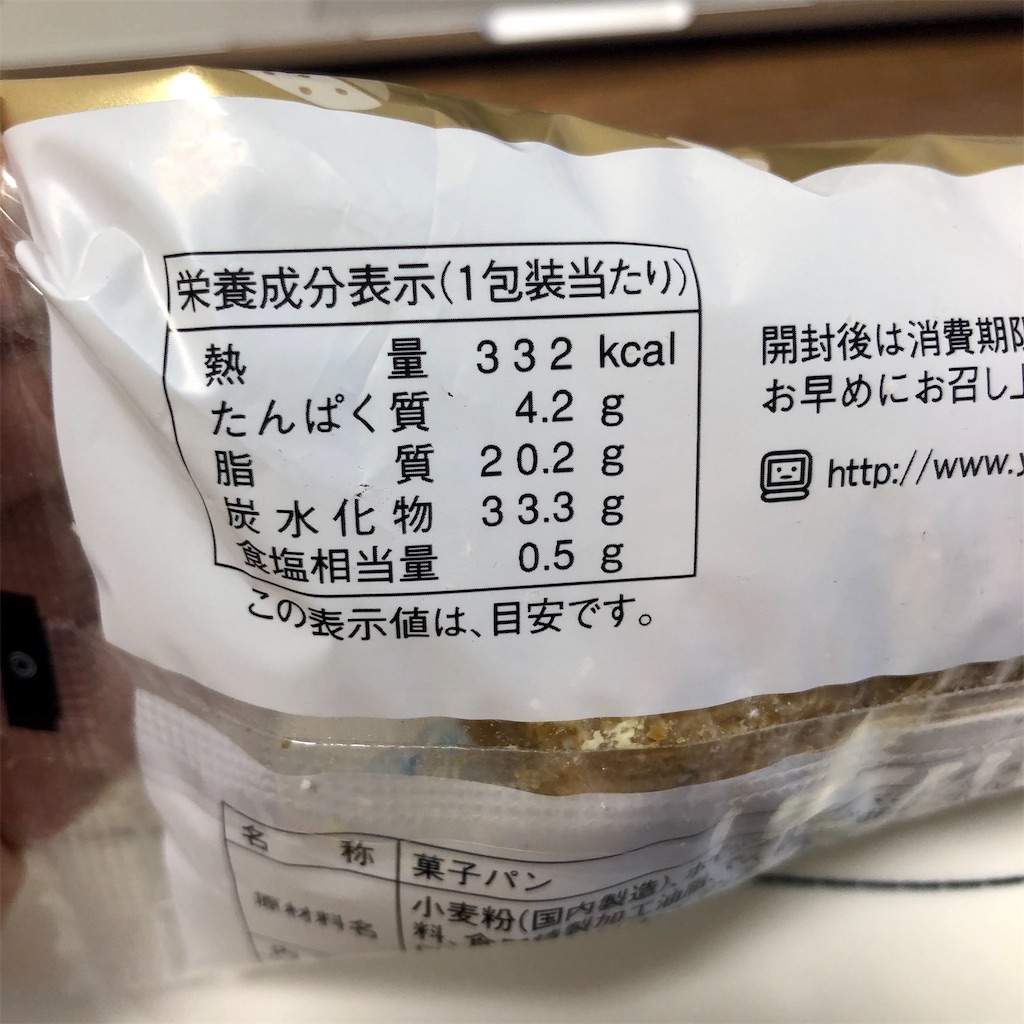 栄養成分表示(1包装当たり)
熱量 332 kcal
たんぱく質 4.2 g
脂質 20.2 g
炭水化物 33.3 g
食塩相当量 0.5 g
この表示値は、目安です。
開封後は消費期限
お早めにお召し上
http://www.y
名称 菓子パン
原材料名 小麦粉(国内製造)、ホ
料、食